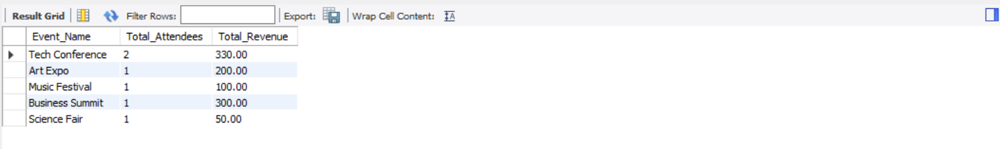 Result Grid Filter Rows: Export: Wrap Cell Content: IA
Event_Name Total_Attendees Total_Revenue
Tech Conference 2 330.00
Art Expo 1 200.00
Music Festival 1 100.00
Business Summit 1 300.00
Science Fair 1 50.00